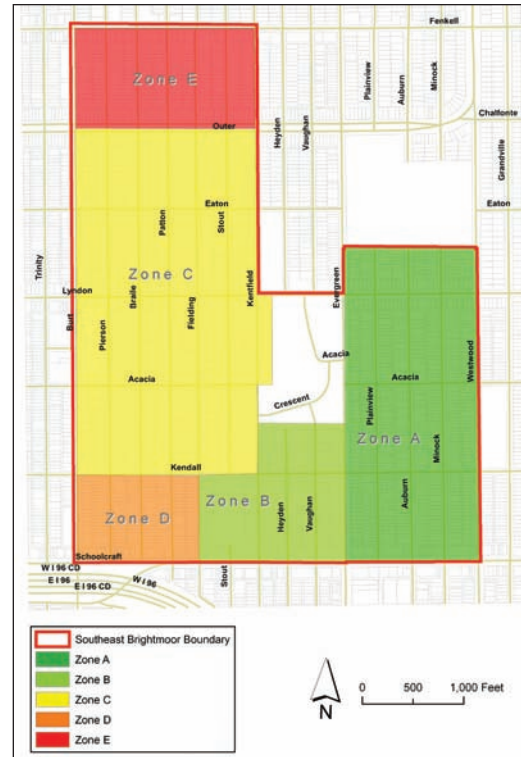 Fenkell
Zone E
Plainview
Auburn
Minock
Chalfonte
Outer
Heyden
Vaughan
Grandville
Eaton
Eaton
Patton
Stout
Trinity
Zone C
Lyndon
Burt
Pierson
Braile
Fielding
Kentfield
Evergreen
Acacia
Westwood
Acacia
Acacia
Crescent
Plainview
Zone A
Minock
Kendall
Auburn
Zone D
Zone B
Heyden
Vaughan
Schoolcraft
Stout
W I 96 CD
E I 96
E I 96 CD
W I 96
Southeast Brightmoor Boundary
Zone A
Zone B
Zone C
Zone D
Zone E
N
0 500 1,000 Feet